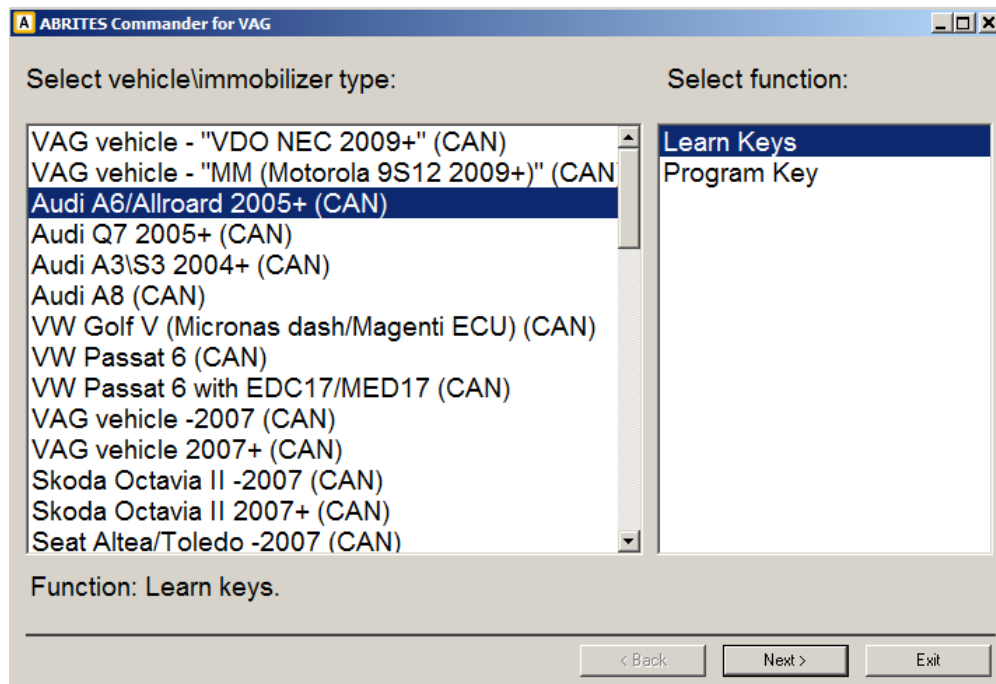 A ABRITES Commander for VAG
Select vehicle\immobilizer type:
VAG vehicle - "VDO NEC 2009+" (CAN)
VAG vehicle - "MM (Motorola 9S12 2009+)" (CAN
Audi A6/Allroard 2005+ (CAN)
Audi Q7 2005+ (CAN)
Audi A3\S3 2004+ (CAN)
Audi A8 (CAN)
VW Golf V (Micronas dash/Magenti ECU) (CAN)
VW Passat 6 (CAN)
VW Passat 6 with EDC17/MED17 (CAN)
VAG vehicle -2007 (CAN)
VAG vehicle 2007+ (CAN)
Skoda Octavia II -2007 (CAN)
Skoda Octavia II 2007+ (CAN)
Seat Altea/Toledo -2007 (CAN)
Select function:
Learn Keys
Program Key
Function: Learn keys.
< Back
Next >
Exit